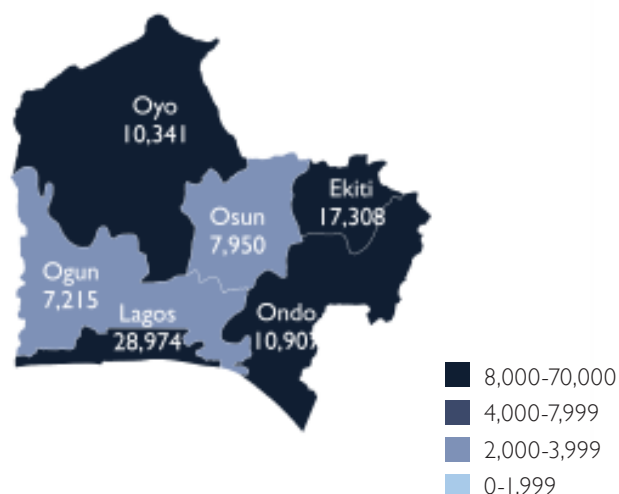 Oyo
10,341
Ekiti
17,308
Osun
7,950
Ogun
7,215
Lagos
28,974
Ondo
8,000-70,000
4,000-7,999
2,000-3,999
0-1,999